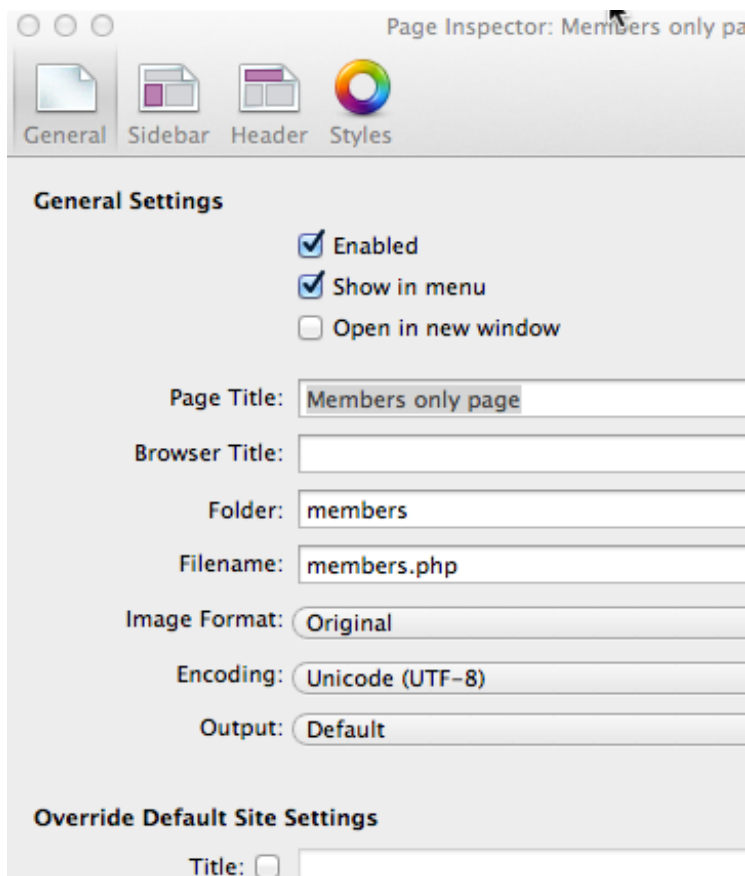 Page Inspector: Members only pa
General Sidebar Header Styles
General Settings
Enabled
Show in menu
Open in new window
Page Title: Members only page
Browser Title:
Folder: members
Filename: members.php
Image Format: Original
Encoding: Unicode (UTF-8)
Output: Default
Override Default Site Settings
Title: